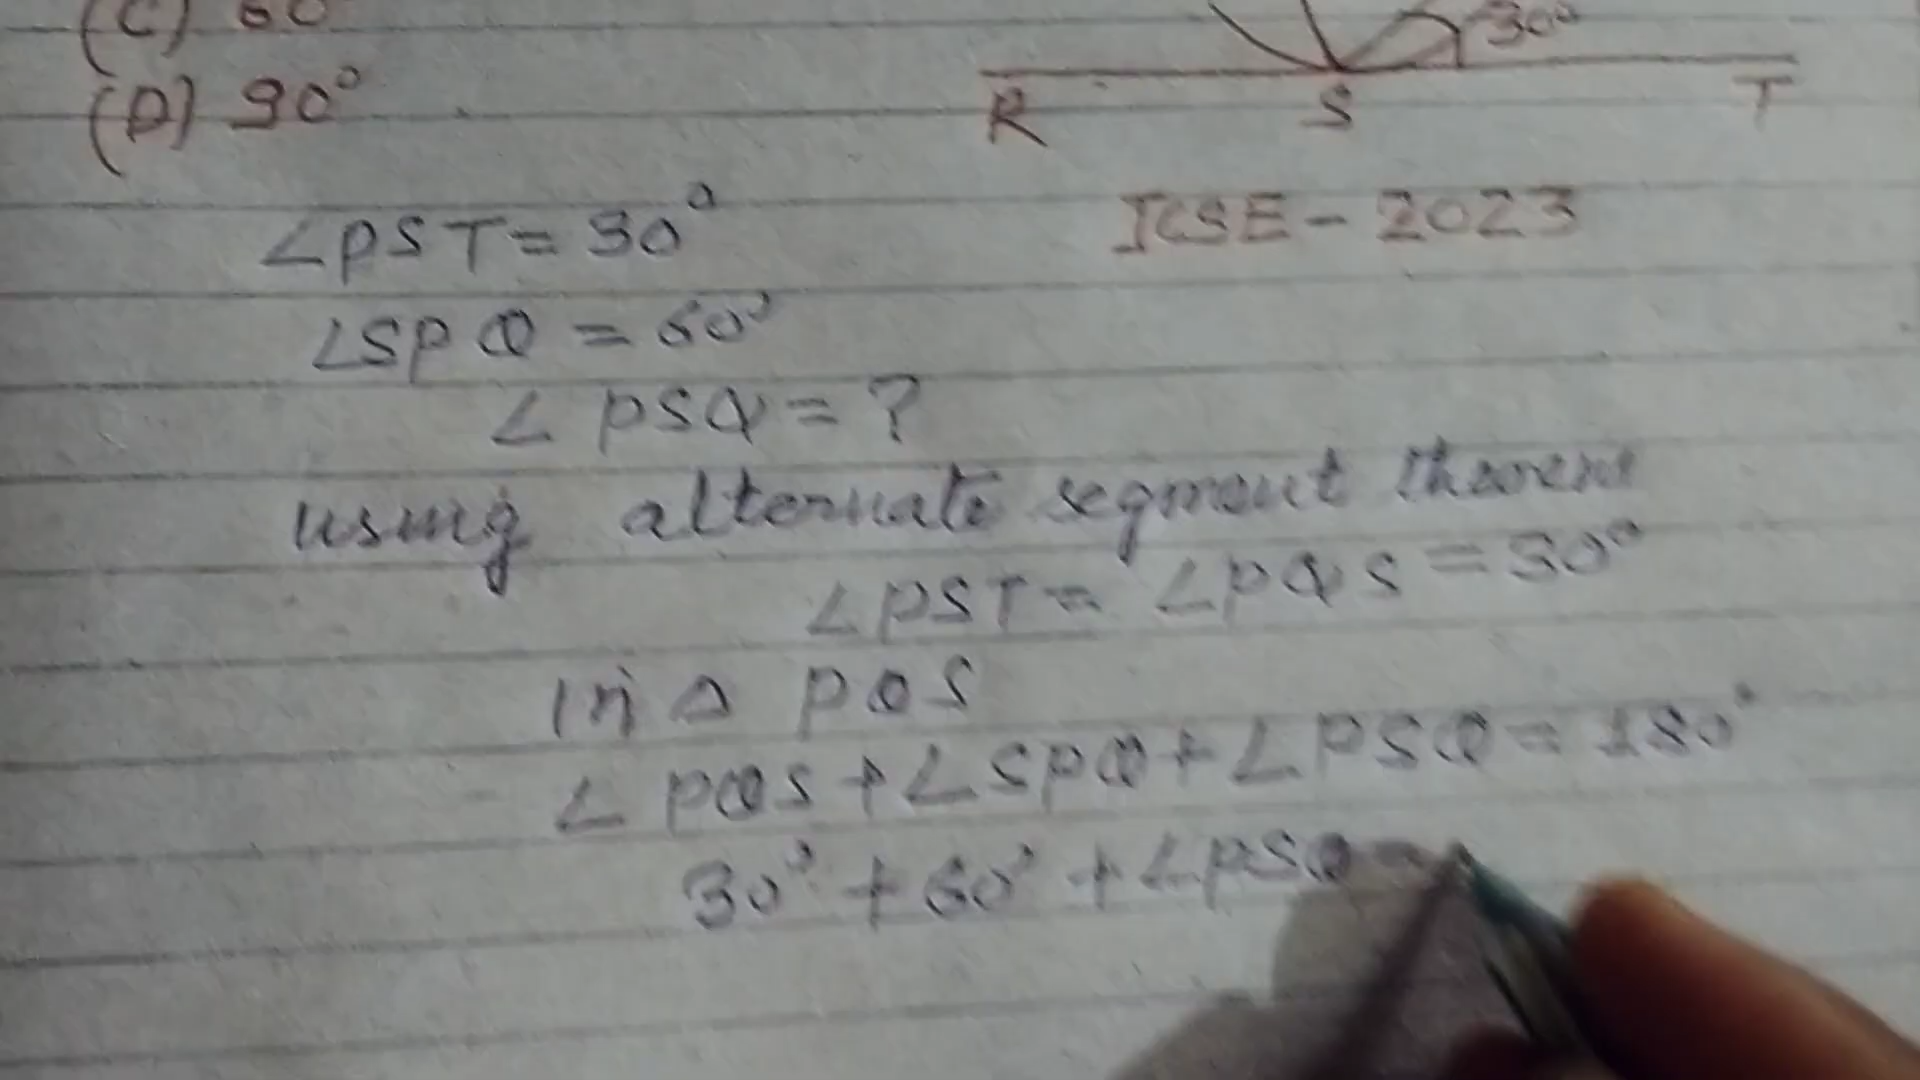 (C) 60°
30°
(D) 90°
R S T
∠PST = 30°
ICSE - 2023
∠SPQ = 60°
∠PSQ = ?
using alternate segment theorem
∠PST = ∠PQS = 30°
in △ PQS
∠PQS + ∠SPQ + ∠PSQ = 180°
30° + 60° + ∠PSQ =